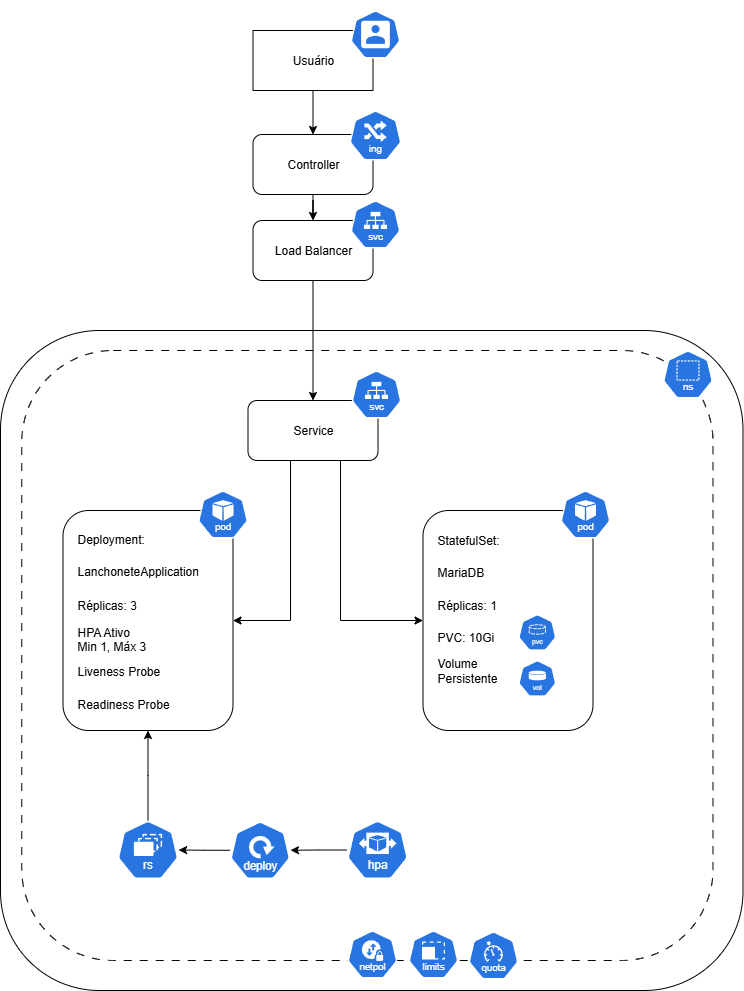 Usuário
Controller
ing
Load Balancer
svc
ns
Service
svc
pod
Deployment:
LanchoneteApplication
Réplicas: 3
HPA Ativo
Min 1, Máx 3
Liveness Probe
Readiness Probe
pod
StatefulSet:
MariaDB
Réplicas: 1
PVC: 10Gi
pvc
Volume
Persistente
vol
rs
deploy
hpa
netpol
limits
quota